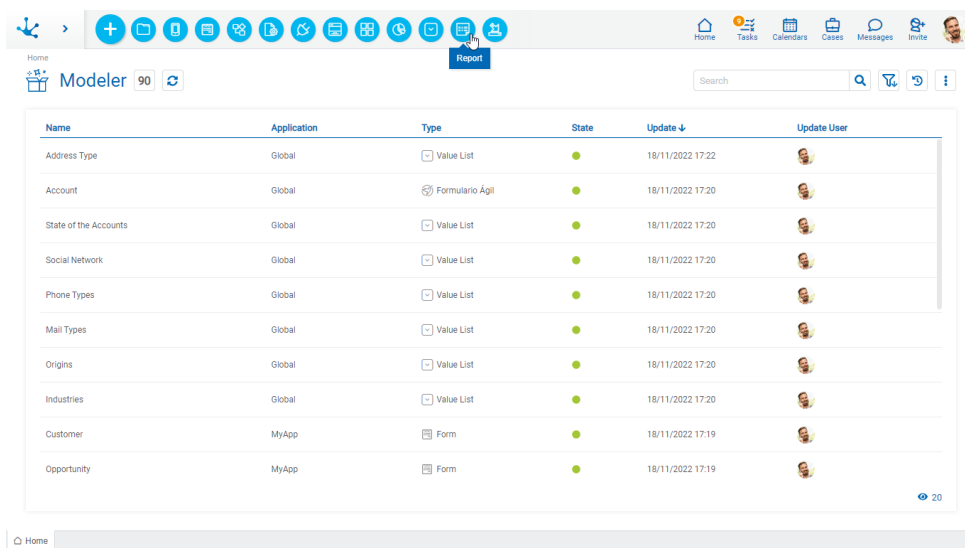 9
Home Tasks Calendars Cases Messages Invite
Report
Home
Modeler 90
Search
Name Application Type State Update Update User
Address Type Global Value List 18/11/2022 17:22
Account Global Formulario Ágil 18/11/2022 17:20
State of the Accounts Global Value List 18/11/2022 17:20
Social Network Global Value List 18/11/2022 17:20
Phone Types Global Value List 18/11/2022 17:20
Mail Types Global Value List 18/11/2022 17:20
Origins Global Value List 18/11/2022 17:20
Industries Global Value List 18/11/2022 17:20
Customer MyApp Form 18/11/2022 17:19
Opportunity MyApp Form 18/11/2022 17:19
20
Home